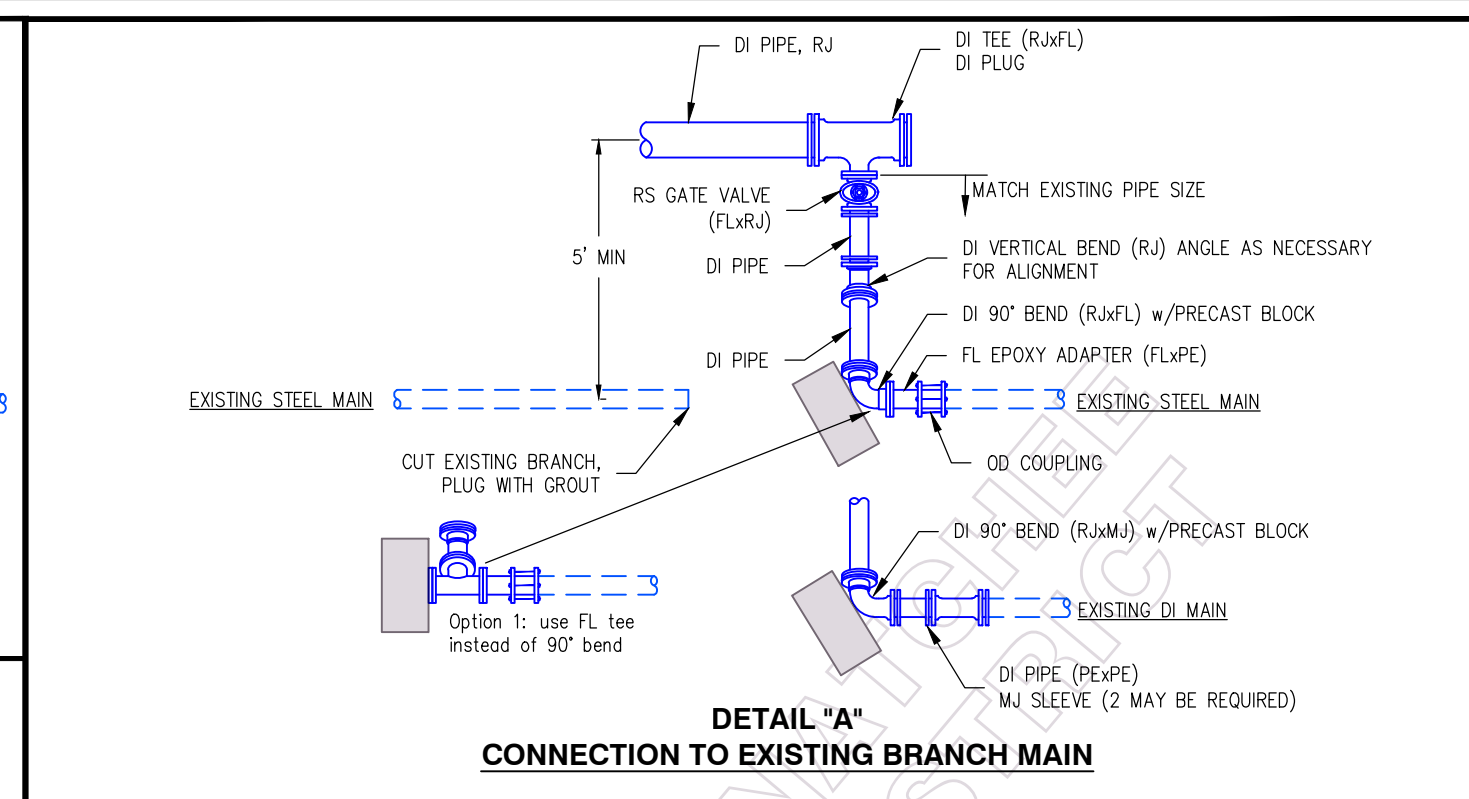 DI PIPE, RJ
DI TEE (RJxFL)
DI PLUG
RS GATE VALVE
(FLxRJ)
MATCH EXISTING PIPE SIZE
5' MIN
DI PIPE
DI VERTICAL BEND (RJ) ANGLE AS NECESSARY
FOR ALIGNMENT
DI 90° BEND (RJxFL) w/PRECAST BLOCK
DI PIPE
FL EPOXY ADAPTER (FLxPE)
EXISTING STEEL MAIN
EXISTING STEEL MAIN
CUT EXISTING BRANCH,
PLUG WITH GROUT
OD COUPLING
DI 90° BEND (RJxMJ) w/PRECAST BLOCK
Option 1: use FL tee
instead of 90° bend
EXISTING DI MAIN
DI PIPE (PExPE)
MJ SLEEVE (2 MAY BE REQUIRED)
DETAIL "A"
CONNECTION TO EXISTING BRANCH MAIN
NATCHEE
STRICT